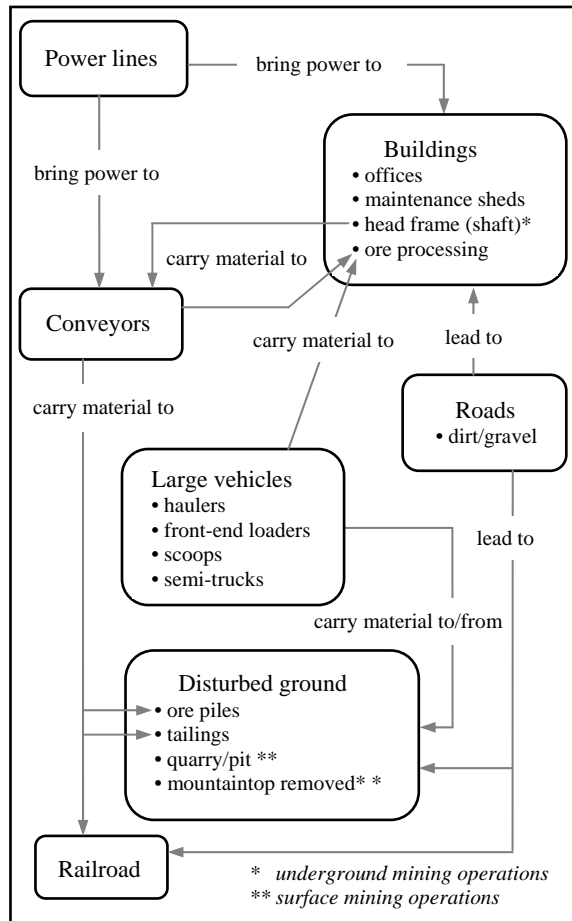 Power lines
bring power to
Buildings
• offices
• maintenance sheds
• head frame (shaft)*
• ore processing
bring power to
carry material to
Conveyors
carry material to
lead to
carry material to
Roads
• dirt/gravel
Large vehicles
• haulers
• front-end loaders
• scoops
• semi-trucks
lead to
carry material to/from
Disturbed ground
• ore piles
• tailings
• quarry/pit **
• mountaintop removed* *
Railroad
* underground mining operations
** surface mining operations